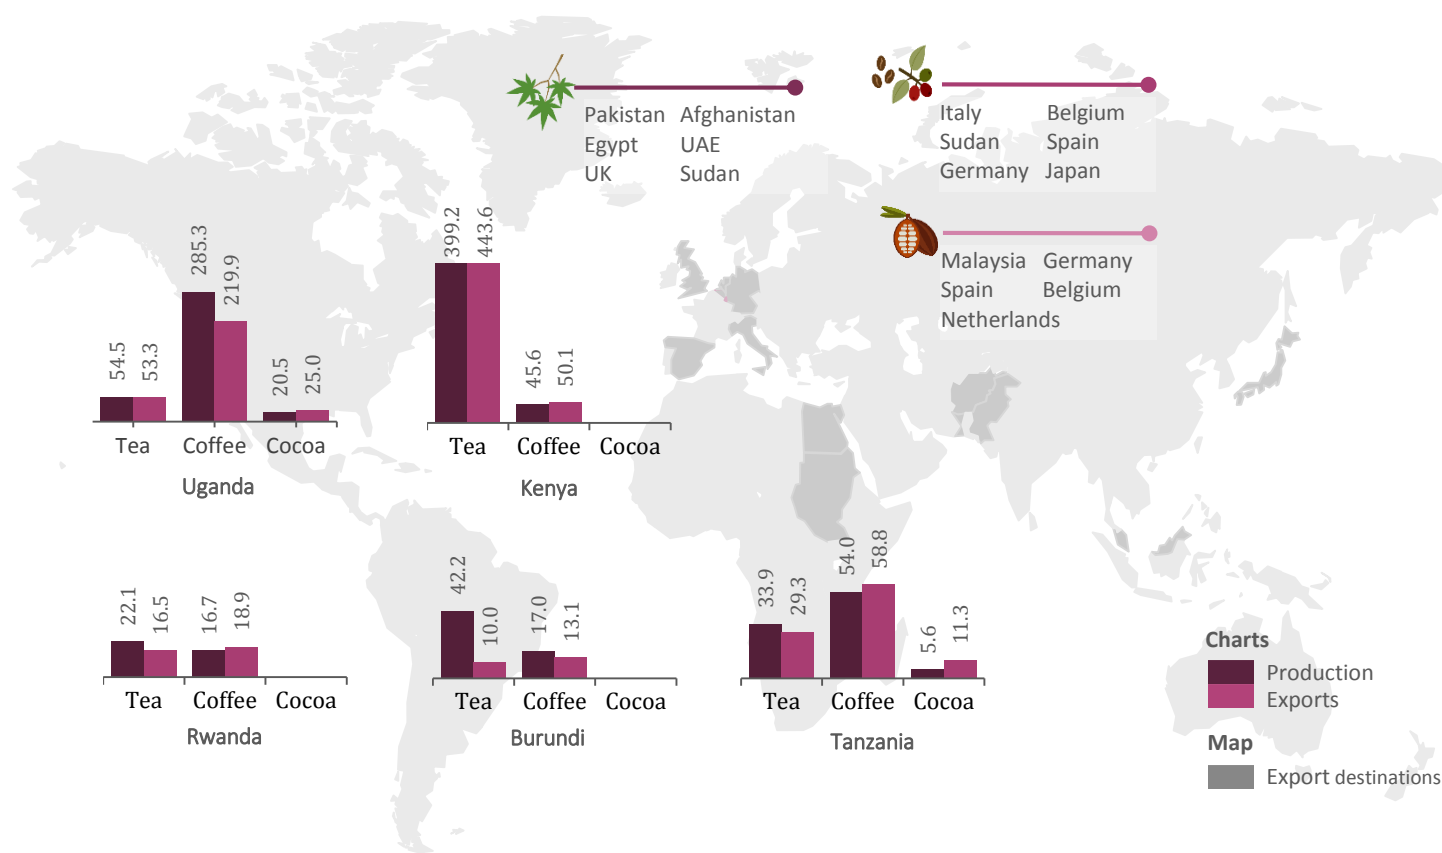 Pakistan Afghanistan
Egypt UAE
UK Sudan
Italy Belgium
Sudan Spain
Germany Japan
Malaysia Germany
Spain Belgium
Netherlands
54.5 53.3 285.3 219.9 20.5 25.0
Tea Coffee Cocoa
Uganda
399.2 443.6 45.6 50.1
Tea Coffee Cocoa
Kenya
22.1 16.5 16.7 18.9
Tea Coffee Cocoa
Rwanda
42.2 10.0 17.0 13.1
Tea Coffee Cocoa
Burundi
33.9 29.3 54.0 58.8 5.6 11.3
Tea Coffee Cocoa
Tanzania
Charts
Production
Exports
Map
Export destinations